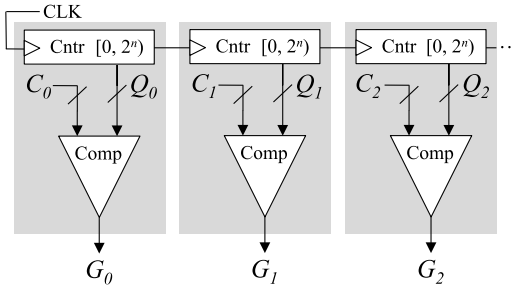 CLK
Cntr [0, 2ⁿ) Cntr [0, 2ⁿ) Cntr [0, 2ⁿ) ··
C₀ Q₀ C₁ Q₁ C₂ Q₂
Comp Comp Comp
G₀ G₁ G₂